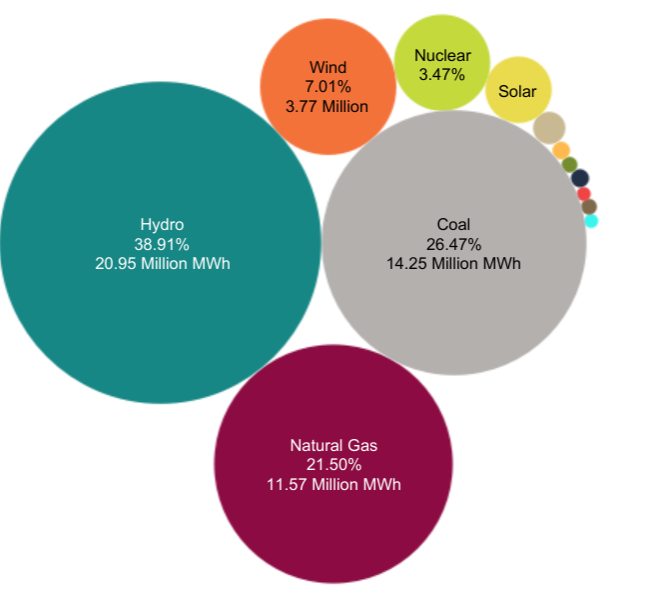 Wind
7.01%
3.77 Million
Nuclear
3.47%
Solar
Hydro
38.91%
20.95 Million MWh
Coal
26.47%
14.25 Million MWh
Natural Gas
21.50%
11.57 Million MWh